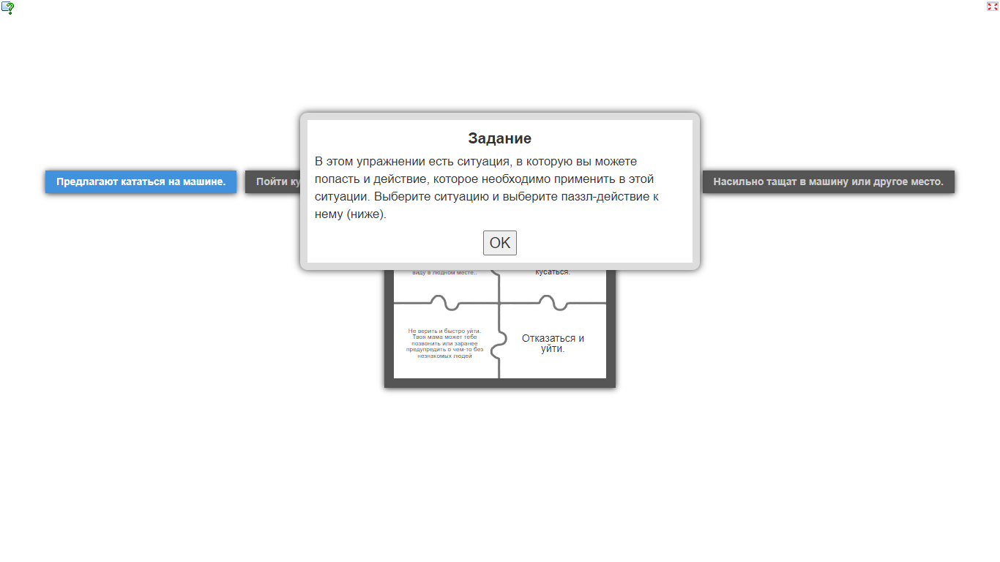 Задание
В этом упражнении есть ситуация, в которую вы можете
попасть и действие, которое необходимо применить в этой
ситуации. Выберите ситуацию и выберите паззл-действие к
нему (ниже).
OK
Предлагают кататься на машине.
Пойти ку
Насильно тащат в машину или другое место.
виду в людном месте..
кусаться.
Не верить и быстро уйти.
Твоя мама может тебе
позвонить или заранее
предупредить о чем-то без
незнакомых людей
Отказаться и
уйти.